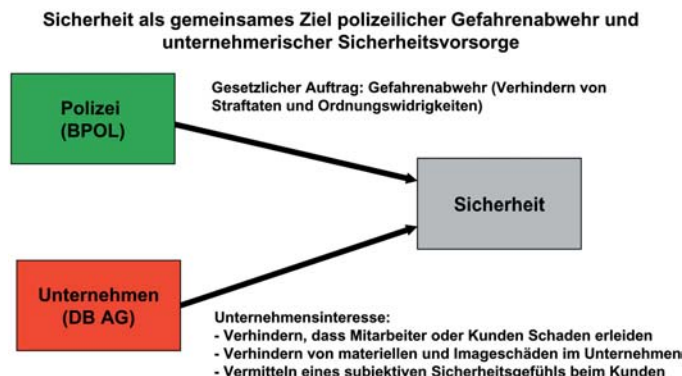 Sicherheit als gemeinsames Ziel polizeilicher Gefahrenabwehr und
unternehmerischer Sicherheitsvorsorge
Gesetzlicher Auftrag: Gefahrenabwehr (Verhindern von
Straftaten und Ordnungswidrigkeiten)
Polizei
(BPOL)
Sicherheit
Unternehmen
(DB AG)
Unternehmensinteresse:
- Verhindern, dass Mitarbeiter oder Kunden Schaden erleiden
- Verhindern von materiellen und Imageschäden im Unternehmen
- Vermitteln eines subjektiven Sicherheitsgefühls beim Kunden